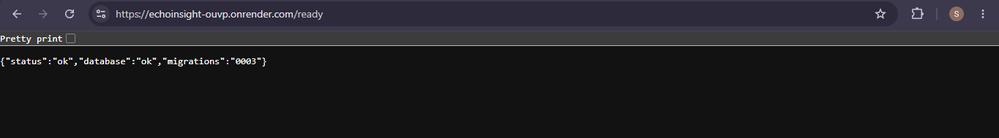 https://echoinsight-ouvp.onrender.com/ready
S
Pretty print
{"status":"ok","database":"ok","migrations":"0003"}